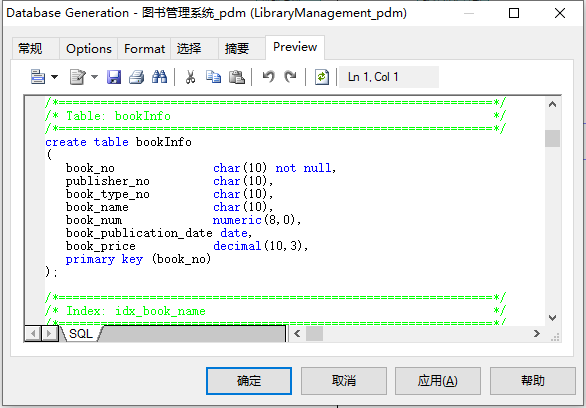 Database Generation - 图书管理系统_pdm (LibraryManagement_pdm)
常规 Options Format 选择 摘要 Preview
Ln 1, Col 1
/*==============================================================*/
/* Table: bookInfo */
/*==============================================================*/
create table bookInfo
(
book_no char(10) not null,
publisher_no char(10),
book_type_no char(10),
book_name char(10),
book_num numeric(8,0),
book_publication_date date,
book_price decimal(10,3),
primary key (book_no)
);
/*==============================================================*/
/* Index: idx_book_name */
/*==============================================================*/
SQL
确定 取消 应用(A) 帮助